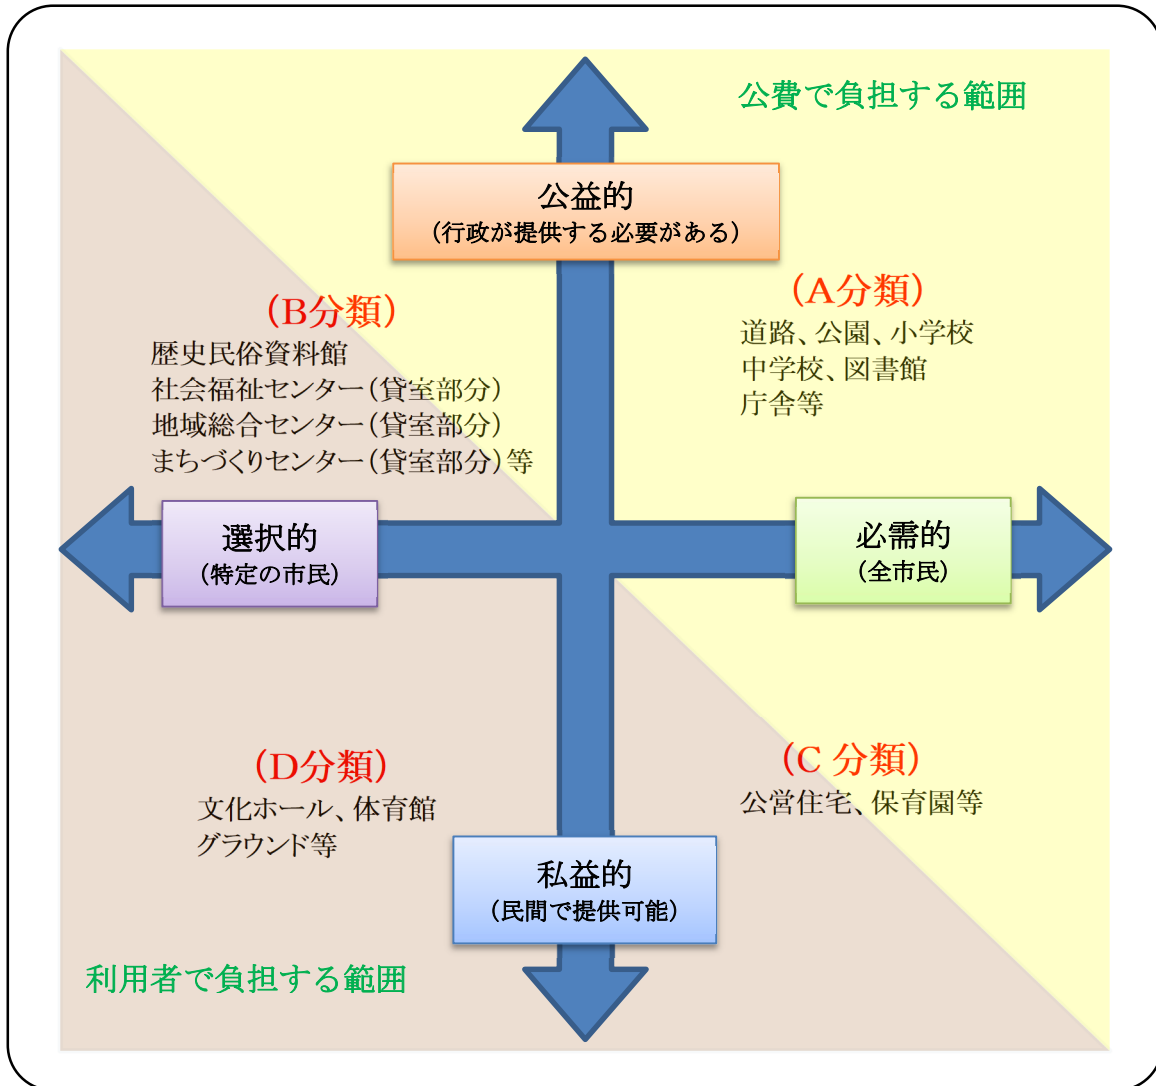 公費で負担する範囲
公益的
(行政が提供する必要がある)
(A分類)
道路、公園、小学校
中学校、図書館
庁舎等
(B分類)
歴史民俗資料館
社会福祉センター(貸室部分)
地域総合センター(貸室部分)
まちづくりセンター(貸室部分)等
選択的
(特定の市民)
必需的
(全市民)
(D分類)
文化ホール、体育館
グラウンド等
(C 分類)
公営住宅、保育園等
私益的
(民間で提供可能)
利用者で負担する範囲